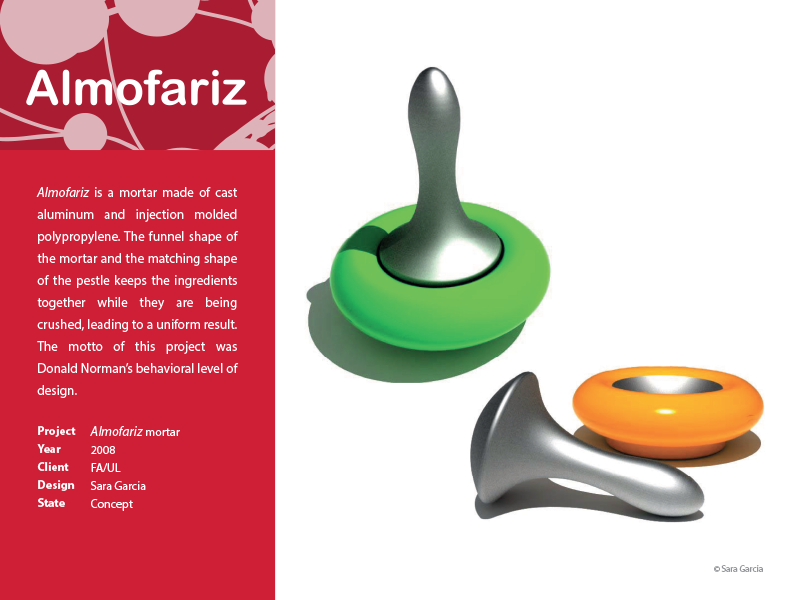 Almofariz
Almofariz is a mortar made of cast
aluminum and injection molded
polypropylene. The funnel shape of
the mortar and the matching shape
of the pestle keeps the ingredients
together while they are being
crushed, leading to a uniform result.
The motto of this project was
Donald Norman's behavioral level of
design.
Project Almofariz mortar
Year 2008
Client FA/UL
Design Sara Garcia
State Concept
© Sara Garcia